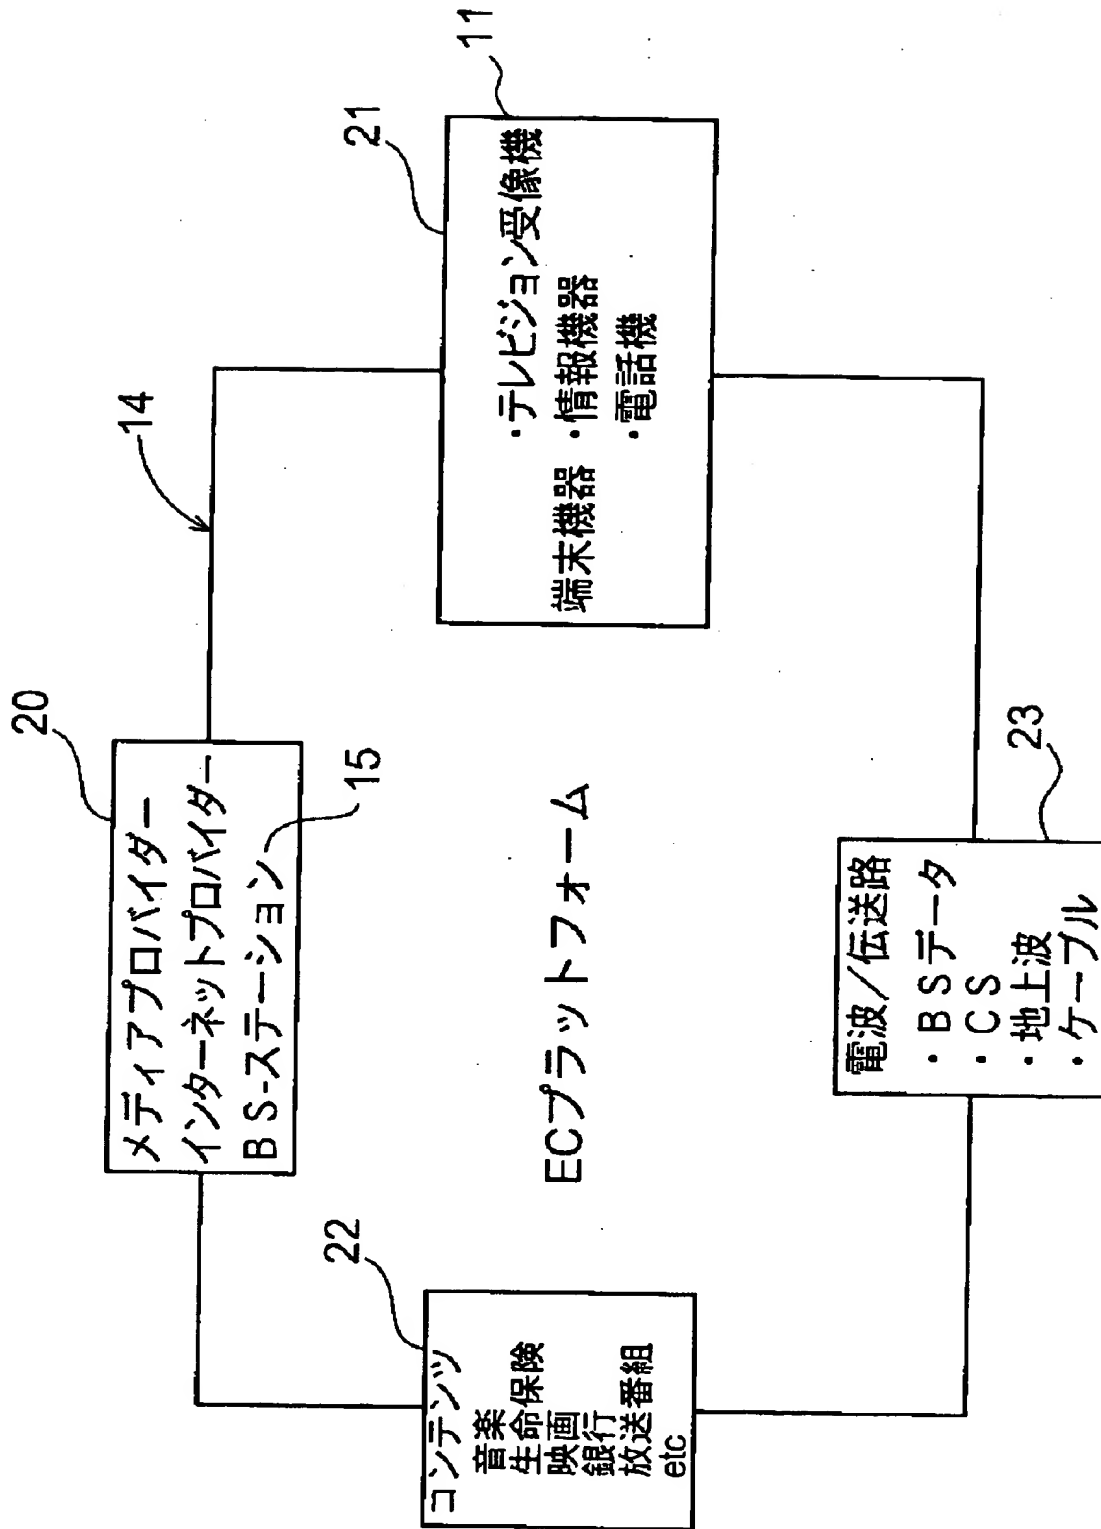 14
20
メディアプロバイダー
インターネットプロバイダー
BS-ステーション
15
22
コンテンツ
音楽
生命保険
映画
銀行
放送番組
etc
ECプラットフォーム
21
・テレビジョン受像機
端末機器 ・情報機器
・電話機
11
電波／伝送路
・BSデータ
・CS
・地上波
・ケーブル
23